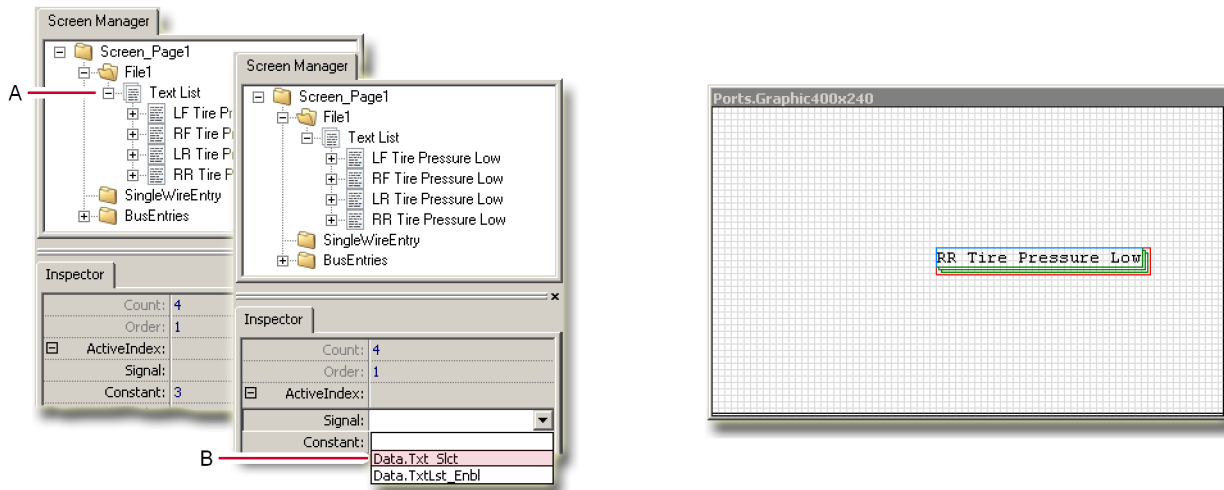 Screen Manager
Screen_Page1
File1
A
Text List
LF Tire Pr
RF Tire P
LR Tire P
RR Tire P
SingleWireEntry
BusEntries
Inspector
Count: 4
Order: 1
ActiveIndex:
Signal:
Constant: 3
Screen Manager
Screen_Page1
File1
Text List
LF Tire Pressure Low
RF Tire Pressure Low
LR Tire Pressure Low
RR Tire Pressure Low
SingleWireEntry
BusEntries
Inspector
Count: 4
Order: 1
ActiveIndex:
Signal:
Constant:
B
Data.Txt_Slct
Data.TxtLst_Enbl
Ports.Graphic400x240
RR Tire Pressure Low